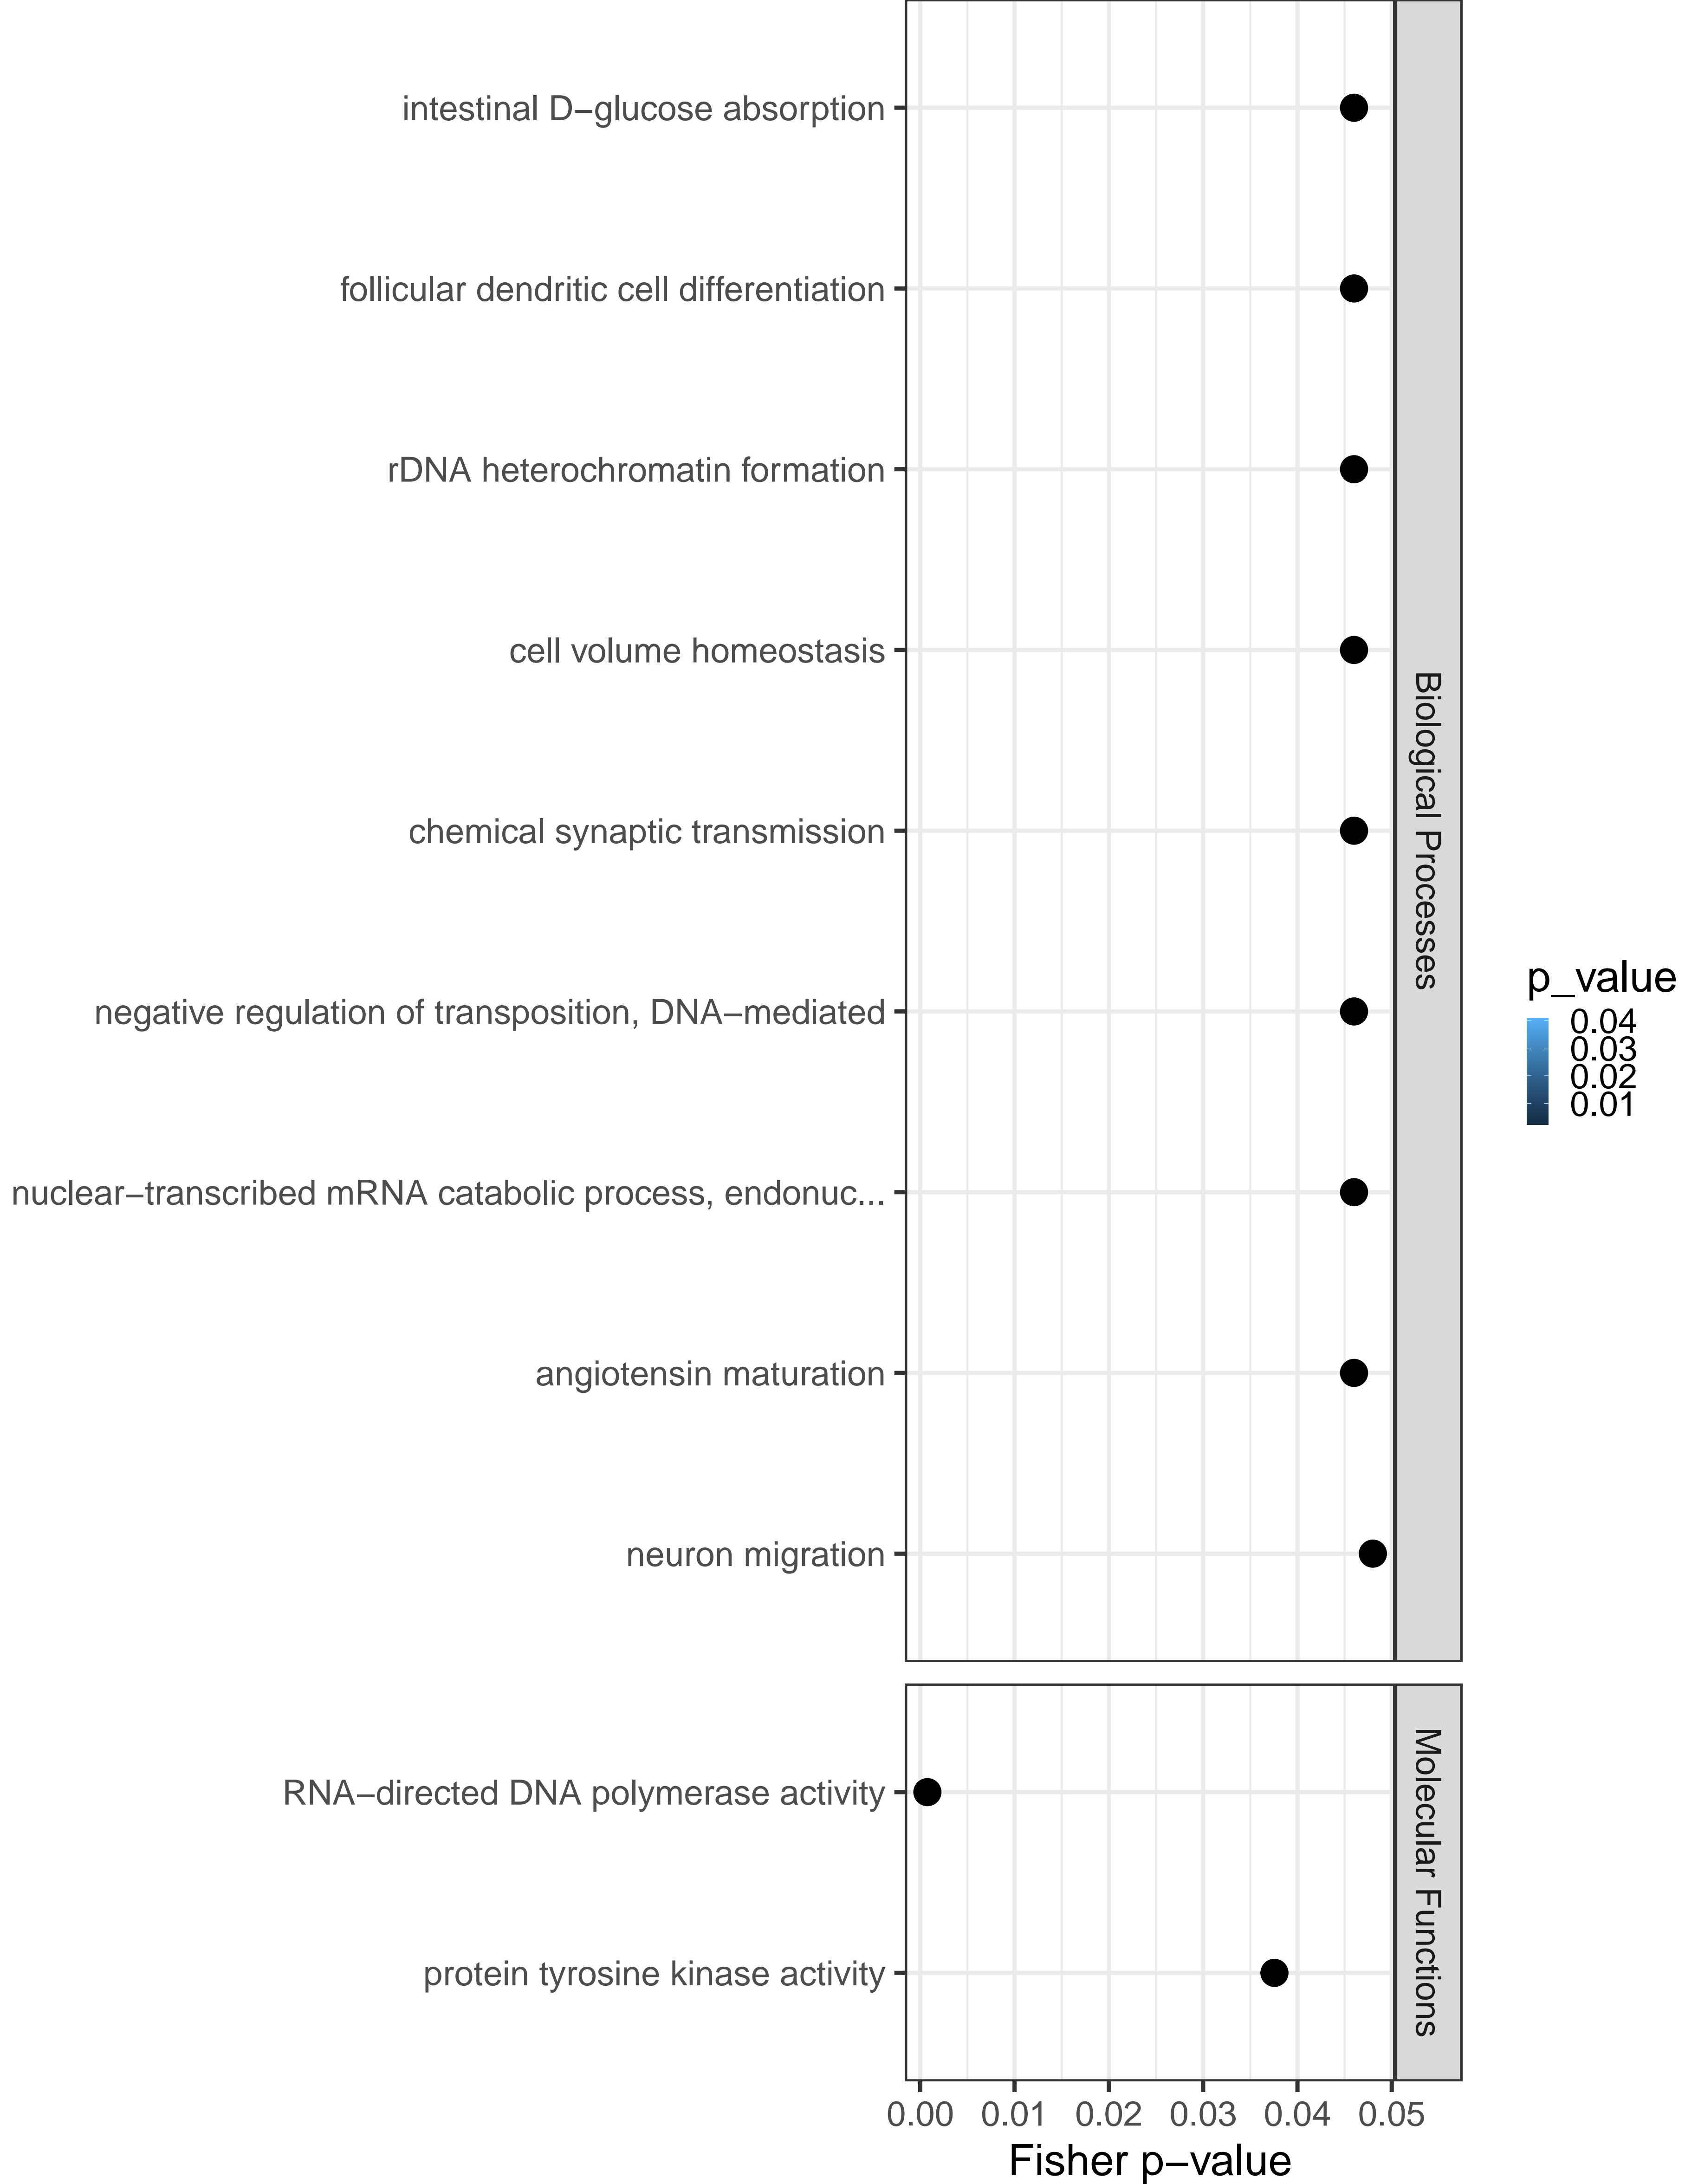 intestinal D−glucose absorption
follicular dendritic cell differentiation
rDNA heterochromatin formation
cell volume homeostasis
chemical synaptic transmission
negative regulation of transposition, DNA−mediated
nuclear−transcribed mRNA catabolic process, endonuc...
angiotensin maturation
neuron migration
Biological Processes
RNA−directed DNA polymerase activity
protein tyrosine kinase activity
Molecular Functions
0.00 0.01 0.02 0.03 0.04 0.05
Fisher p−value
p_value
0.04
0.03
0.02
0.01